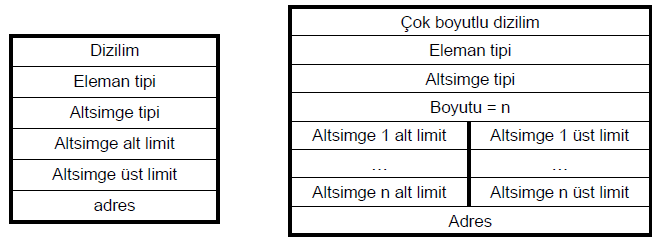 Dizilim
Eleman tipi
Altsimge tipi
Altsimge alt limit
Altsimge üst limit
adres
Çok boyutlu dizilim
Eleman tipi
Altsimge tipi
Boyutu = n
Altsimge 1 alt limit Altsimge 1 üst limit
... ...
Altsimge n alt limit Altsimge n üst limit
Adres